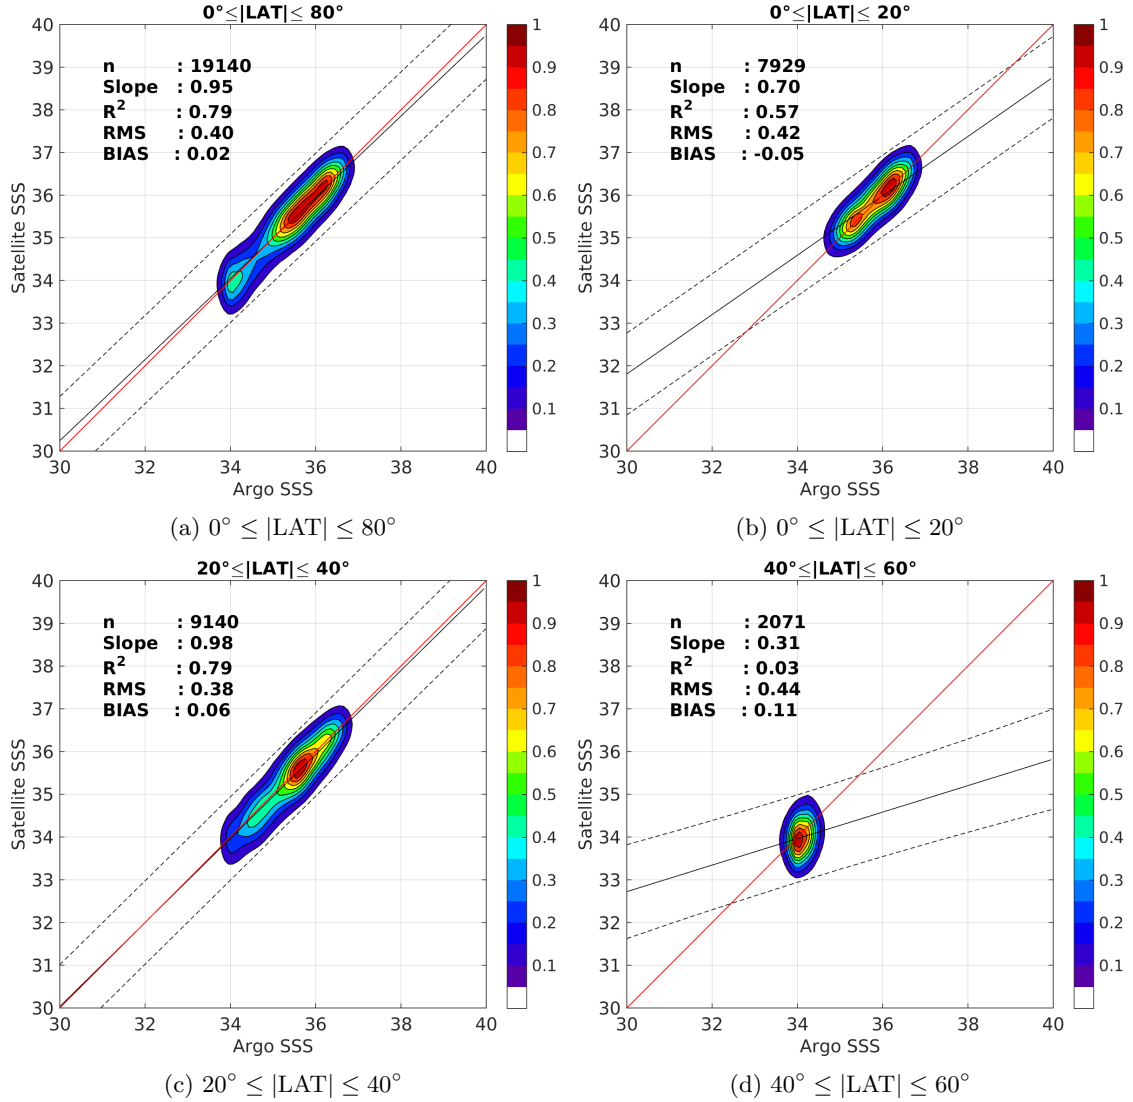 0°≤|LAT|≤ 80°
40
39
38
37
36
35
34
33
32
31
30
Satellite SSS
n : 19140
Slope : 0.95
R² : 0.79
RMS : 0.40
BIAS : 0.02
30 32 34 36 38 40
Argo SSS
1
0.9
0.8
0.7
0.6
0.5
0.4
0.3
0.2
0.1
(a) 0° ≤ |LAT| ≤ 80°
0°≤|LAT|≤ 20°
40
39
38
37
36
35
34
33
32
31
30
Satellite SSS
n : 7929
Slope : 0.70
R² : 0.57
RMS : 0.42
BIAS : -0.05
30 32 34 36 38 40
Argo SSS
1
0.9
0.8
0.7
0.6
0.5
0.4
0.3
0.2
0.1
(b) 0° ≤ |LAT| ≤ 20°
20°≤|LAT|≤ 40°
40
39
38
37
36
35
34
33
32
31
30
Satellite SSS
n : 9140
Slope : 0.98
R² : 0.79
RMS : 0.38
BIAS : 0.06
30 32 34 36 38 40
Argo SSS
1
0.9
0.8
0.7
0.6
0.5
0.4
0.3
0.2
0.1
(c) 20° ≤ |LAT| ≤ 40°
40°≤|LAT|≤ 60°
40
39
38
37
36
35
34
33
32
31
30
Satellite SSS
n : 2071
Slope : 0.31
R² : 0.03
RMS : 0.44
BIAS : 0.11
30 32 34 36 38 40
Argo SSS
1
0.9
0.8
0.7
0.6
0.5
0.4
0.3
0.2
0.1
(d) 40° ≤ |LAT| ≤ 60°